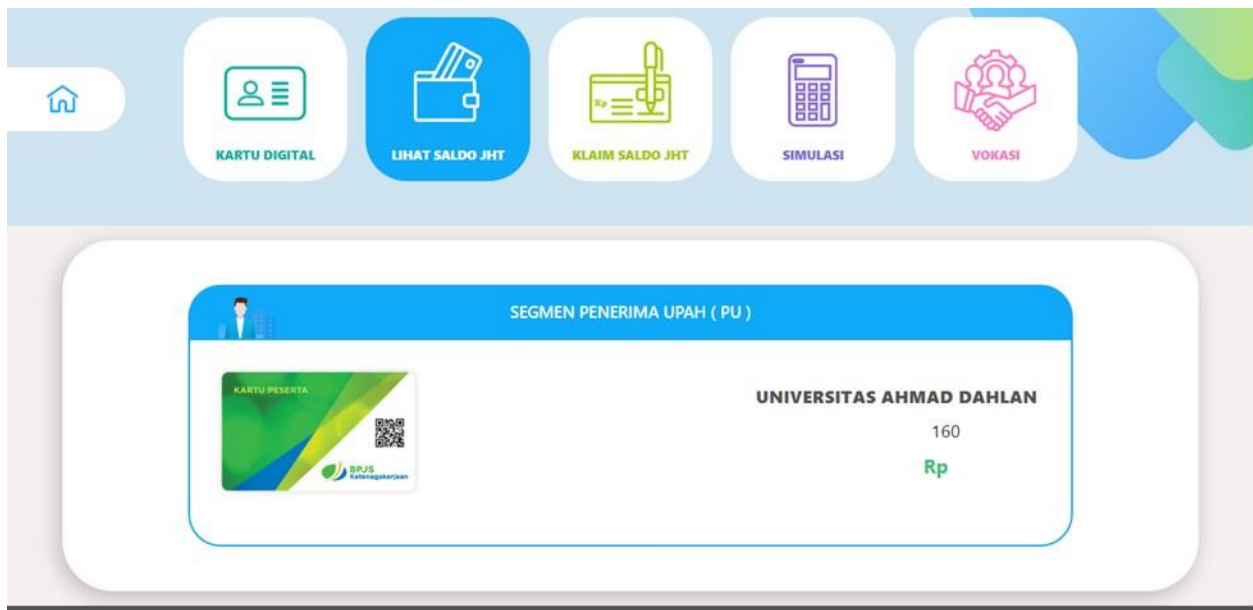 KARTU DIGITAL
LIHAT SALDO JHT
Rp
KLAIM SALDO JHT
SIMULASI
VOKASI
SEGMEN PENERIMA UPAH ( PU )
KARTU PESERTA
BPJS
Ketenagakerjaan
UNIVERSITAS AHMAD DAHLAN
160
Rp